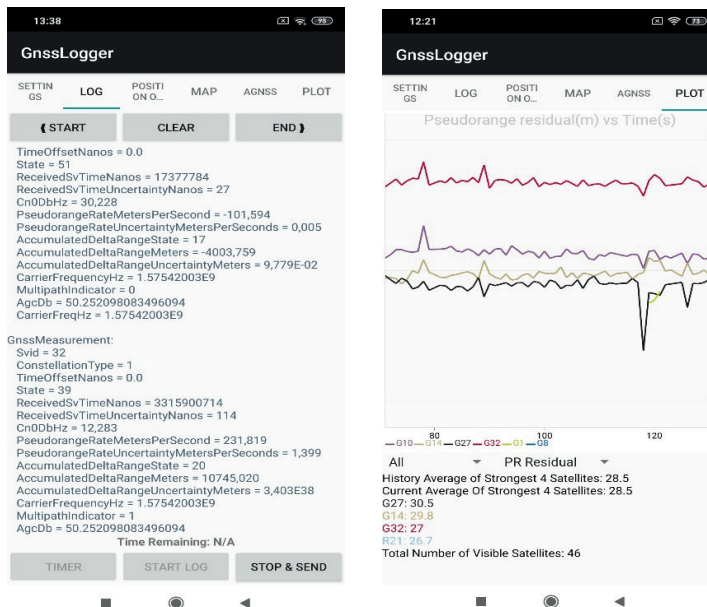 13:38
98
GnssLogger
SETTIN
GS
LOG
POSITI
ON O...
MAP
AGNSS
PLOT
❰ START
CLEAR
END ❱
TimeOffsetNanos = 0.0
State = 51
ReceivedSvTimeNanos = 17377784
ReceivedSvTimeUncertaintyNanos = 27
Cn0DbHz = 30,228
PseudorangeRateMetersPerSecond = -101,594
PseudorangeRateUncertaintyMetersPerSeconds = 0,005
AccumulatedDeltaRangeState = 17
AccumulatedDeltaRangeMeters = -4003,759
AccumulatedDeltaRangeUncertaintyMeters = 9,779E-02
CarrierFrequencyHz = 1.57542003E9
MultipathIndicator = 0
AgcDb = 50.252098083496094
CarrierFreqHz = 1.57542003E9
GnssMeasurement:
Svid = 32
ConstellationType = 1
TimeOffsetNanos = 0.0
State = 39
ReceivedSvTimeNanos = 3315900714
ReceivedSvTimeUncertaintyNanos = 114
Cn0DbHz = 12,283
PseudorangeRateMetersPerSecond = 231,819
PseudorangeRateUncertaintyMetersPerSeconds = 1,399
AccumulatedDeltaRangeState = 20
AccumulatedDeltaRangeMeters = 10745,020
AccumulatedDeltaRangeUncertaintyMeters = 3,403E38
CarrierFrequencyHz = 1.57542003E9
MultipathIndicator = 1
AgcDb = 50.252098083496094
Time Remaining: N/A
TIMER
START LOG
STOP & SEND
12:21
73
GnssLogger
SETTIN
GS
LOG
POSITI
ON O...
MAP
AGNSS
PLOT
Pseudorange residual(m) vs Time(s)
80 100 120
G10 G14 G27 G32 G1 G8
All PR Residual
History Average of Strongest 4 Satellites: 28.5
Current Average Of Strongest 4 Satellites: 28.5
G27: 30.5
G14: 29.8
G32: 27
R21: 26.7
Total Number of Visible Satellites: 46